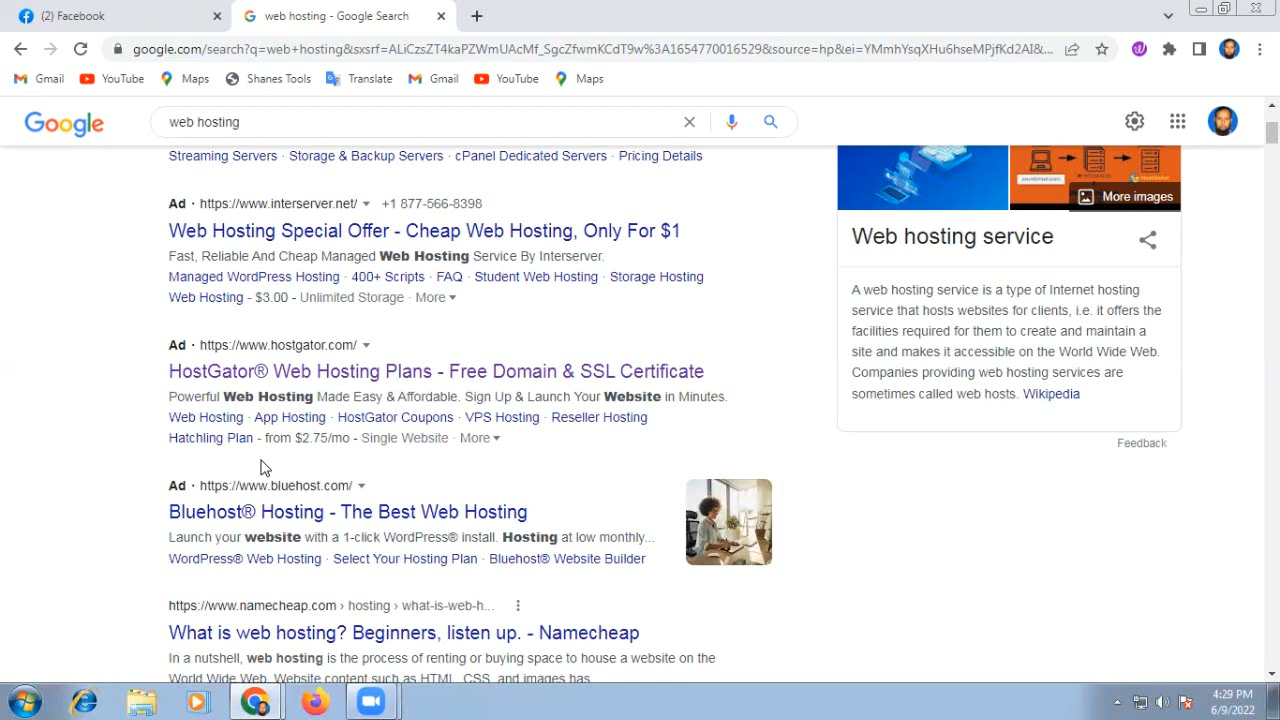 (2) Facebook
web hosting - Google Search
google.com/search?q=web+hosting&sxsrf=ALiCzsZT4kaPZWmUAcMf_SgcZfwmKCdT9w%3A1654770016529&source=hp&ei=YMmhYsqXHu6hseMPjfKd2AI&...
Gmail
YouTube
Maps
Shanes Tools
Translate
Gmail
YouTube
Maps
Google
web hosting
Streaming Servers · Storage & Backup Servers · cPanel Dedicated Servers · Pricing Details
Ad · https://www.interserver.net/ +1 877-566-8398
Web Hosting Special Offer - Cheap Web Hosting, Only For $1
Fast, Reliable And Cheap Managed Web Hosting Service By Interserver.
Managed WordPress Hosting · 400+ Scripts · FAQ · Student Web Hosting · Storage Hosting
Web Hosting - $3.00 - Unlimited Storage · More
Ad · https://www.hostgator.com/
HostGator® Web Hosting Plans - Free Domain & SSL Certificate
Powerful Web Hosting Made Easy & Affordable. Sign Up & Launch Your Website in Minutes.
Web Hosting · App Hosting · HostGator Coupons · VPS Hosting · Reseller Hosting
Hatchling Plan - from $2.75/mo - Single Website · More
Ad · https://www.bluehost.com/
Bluehost® Hosting - The Best Web Hosting
Launch your website with a 1-click WordPress® install. Hosting at low monthly...
WordPress® Web Hosting · Select Your Hosting Plan · Bluehost® Website Builder
https://www.namecheap.com › hosting › what-is-web-h...
What is web hosting? Beginners, listen up. - Namecheap
In a nutshell, web hosting is the process of renting or buying space to house a website on the
World Wide Web. Website content such as HTML, CSS, and images has
HostGator
More images
Web hosting service
A web hosting service is a type of Internet hosting
service that hosts websites for clients, i.e. it offers the
facilities required for them to create and maintain a
site and makes it accessible on the World Wide Web.
Companies providing web hosting services are
sometimes called web hosts. Wikipedia
Feedback
4:29 PM
6/9/2022